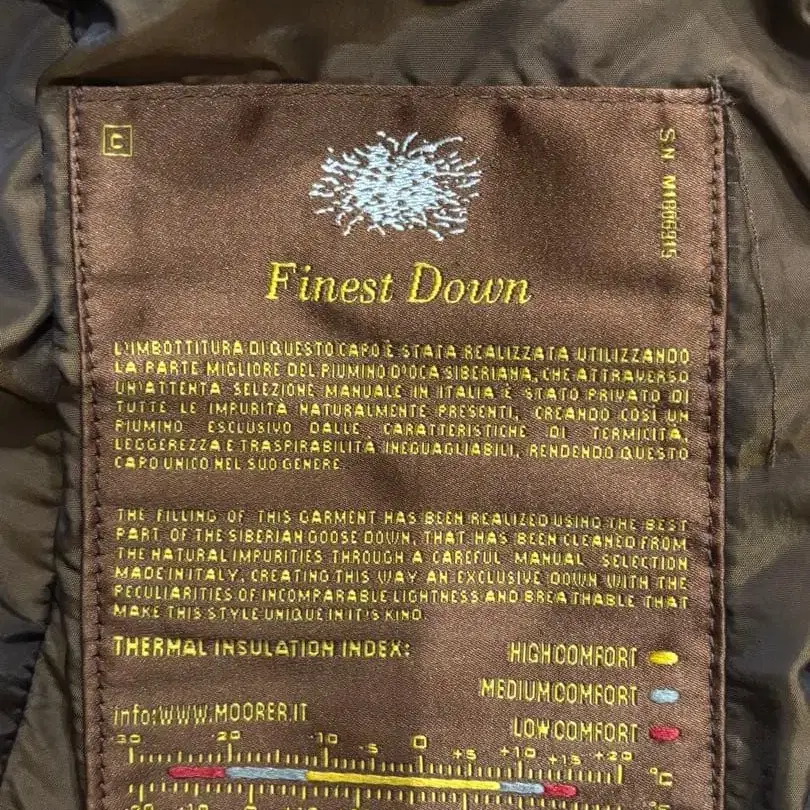 C
S.N. M1806915
Finest Down
L'IMBOTTITURA DI QUESTO CAPO È STATA REALIZZATA UTILIZZANDO
LA PARTE MIGLIORE DEL PIUMINO D'OCA SIBERIANA, CHE ATTRAVERSO
UN'ATTENTA SELEZIONE MANUALE IN ITALIA È STATO PRIVATO DI
TUTTE LE IMPURITÀ NATURALMENTE PRESENTI, CREANDO COSÌ UN
PIUMINO ESCLUSIVO DALLE CARATTERISTICHE DI TERMICITÀ,
LEGGEREZZA E TRASPIRABILITÀ INEGUAGLIABILI, RENDENDO QUESTO
CAPO UNICO NEL SUO GENERE.
THE FILLING OF THIS GARMENT HAS BEEN REALIZED USING THE BEST
PART OF THE SIBERIAN GOOSE DOWN, THAT HAS BEEN CLEANED FROM
THE NATURAL IMPURITIES THROUGH A CAREFUL MANUAL SELECTION
MADE IN ITALY, CREATING THIS WAY AN EXCLUSIVE DOWN WITH THE
PECULIARITIES OF INCOMPARABLE LIGHTNESS AND BREATHABLE THAT
MAKE THIS STYLE UNIQUE IN IT'S KIND.
THERMAL INSULATION INDEX:
HIGH COMFORT
MEDIUM COMFORT
LOW COMFORT
info:WWW.MOORER.IT
-30 -20 -10 -5 0 +5 +10 +15 +20
°C